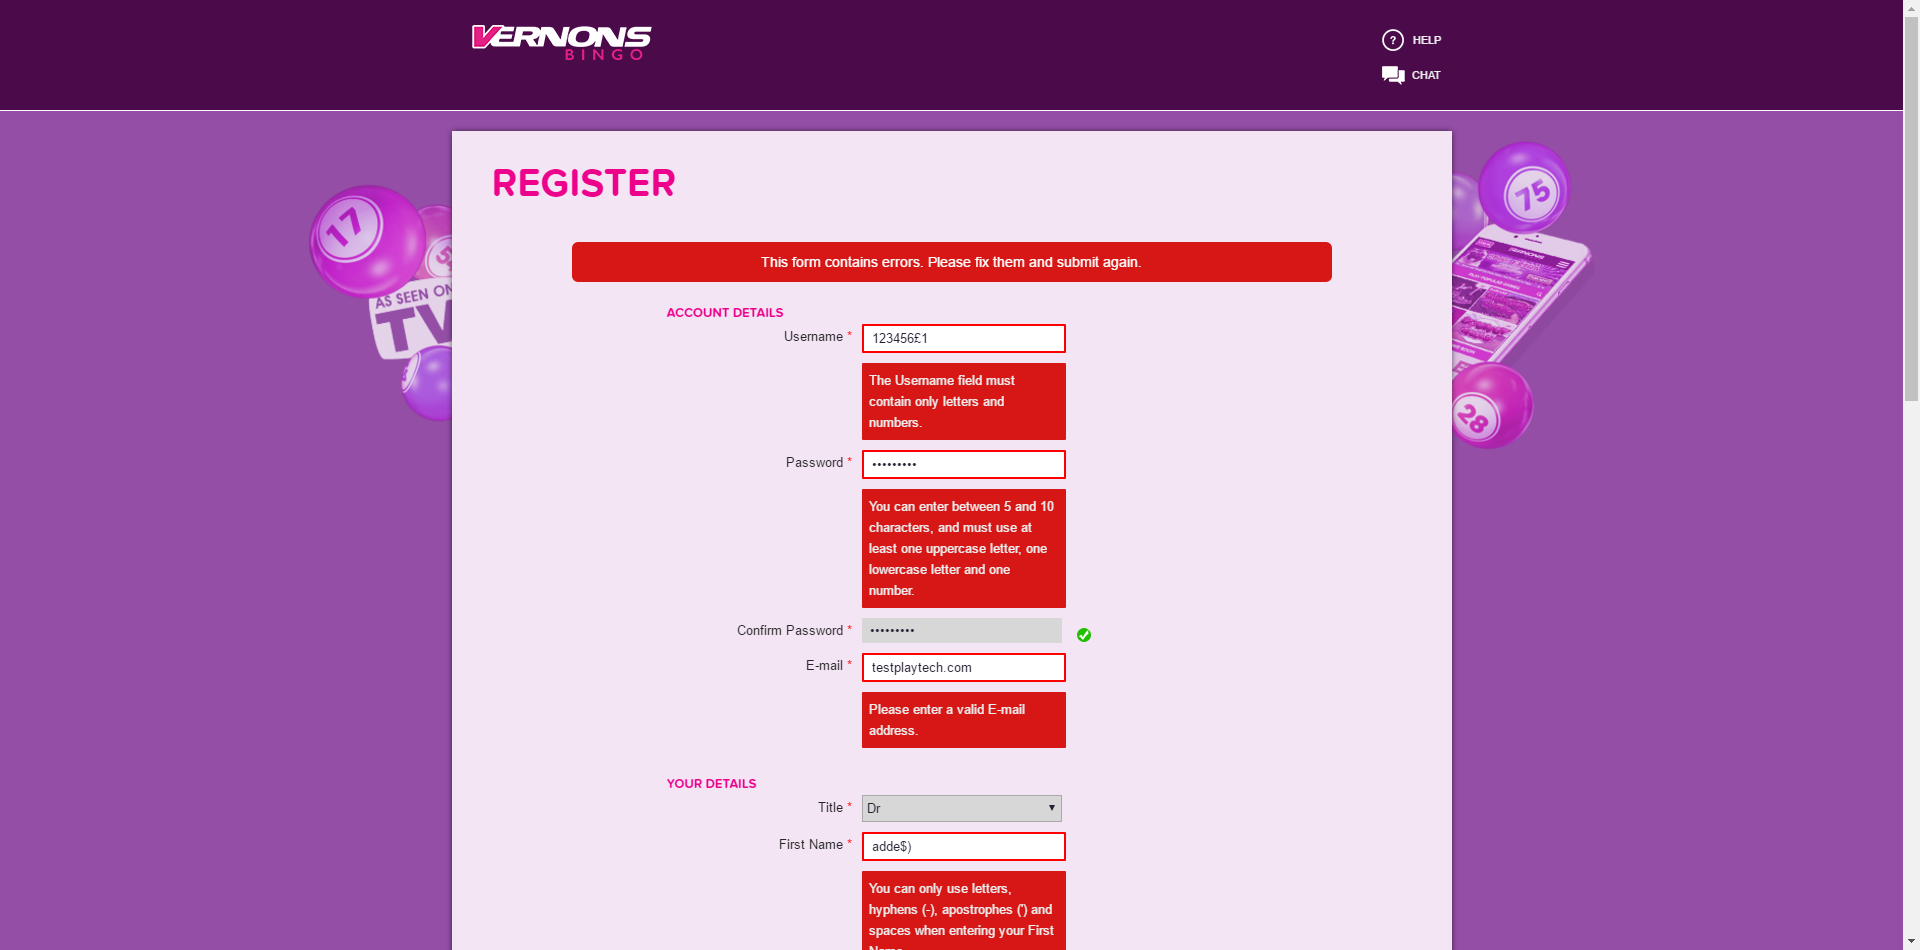 VERNONS
BINGO
? HELP
CHAT
REGISTER
17
75
AS SEEN ON
TV
28
This form contains errors. Please fix them and submit again.
ACCOUNT DETAILS
Username * 123456£1
The Username field must
contain only letters and
numbers.
Password * •••••••••
You can enter between 5 and 10
characters, and must use at
least one uppercase letter, one
lowercase letter and one
number.
Confirm Password * •••••••••
E-mail * testplaytech.com
Please enter a valid E-mail
address.
YOUR DETAILS
Title * Dr
First Name * adde$)
You can only use letters,
hyphens (-), apostrophes (') and
spaces when entering your First
Name